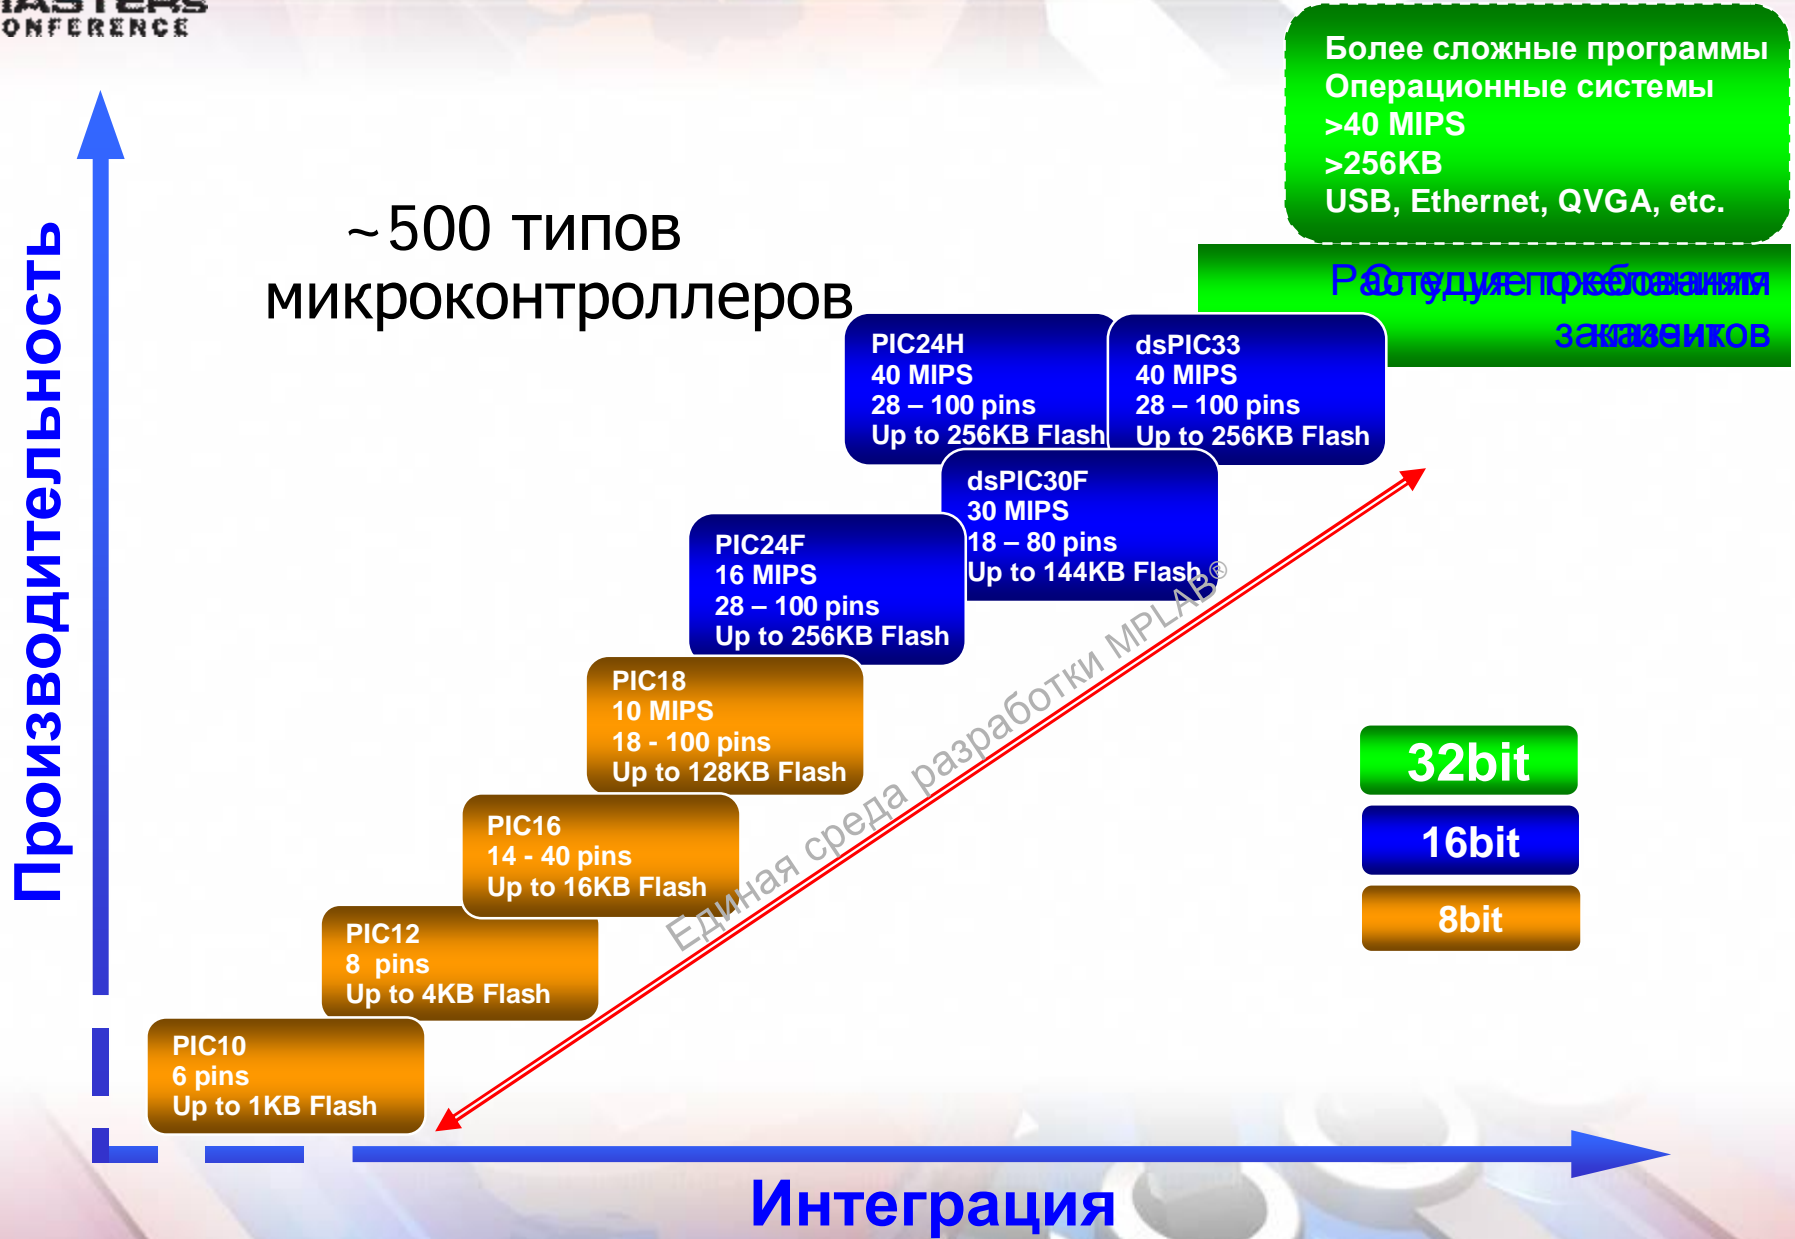 MASTERS
CONFERENCE
Более сложные программы
Операционные системы
>40 MIPS
>256KB
USB, Ethernet, QVGA, etc.
~500 типов
микроконтроллеров
Производительность
PIC24H
40 MIPS
28 – 100 pins
Up to 256KB Flash
dsPIC33
40 MIPS
28 – 100 pins
Up to 256KB Flash
dsPIC30F
30 MIPS
18 – 80 pins
Up to 144KB Flash
PIC24F
16 MIPS
28 – 100 pins
Up to 256KB Flash
PIC18
10 MIPS
18 - 100 pins
Up to 128KB Flash
PIC16
14 - 40 pins
Up to 16KB Flash
PIC12
8 pins
Up to 4KB Flash
PIC10
6 pins
Up to 1KB Flash
Единая среда разработки MPLAB®
32bit
16bit
8bit
Интеграция